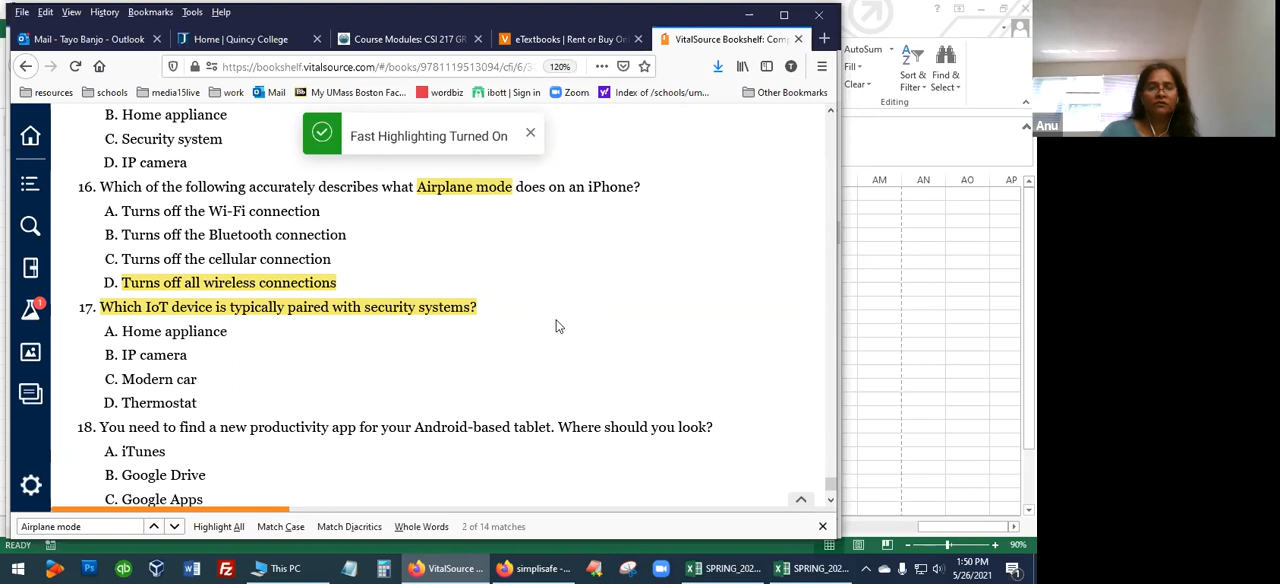 File Edit View History Bookmarks Tools Help
Mail - Tayo Banjo - Outlook
Home | Quincy College
Course Modules: CSI 217 GR
eTextbooks | Rent or Buy On
VitalSource Bookshelf: Comp
https://bookshelf.vitalsource.com/#/books/9781119513094/cfi/6/3
120%
resources schools media15live work Mail My UMass Boston Fac... wordbiz ibott | Sign in Zoom Index of /schools/um... Other Bookmarks
B. Home appliance
Fast Highlighting Turned On
C. Security system
D. IP camera
16. Which of the following accurately describes what Airplane mode does on an iPhone?
A. Turns off the Wi-Fi connection
B. Turns off the Bluetooth connection
C. Turns off the cellular connection
D. Turns off all wireless connections
17. Which IoT device is typically paired with security systems?
A. Home appliance
B. IP camera
C. Modern car
D. Thermostat
18. You need to find a new productivity app for your Android-based tablet. Where should you look?
A. iTunes
B. Google Drive
C. Google Apps
Airplane mode Highlight All Match Case Match Diacritics Whole Words 2 of 14 matches
AutoSum
Fill
Clear
Sort & Filter
Find & Select
Editing
AM AN AO AP
Anu
READY
90%
This PC
VitalSource ...
simplisafe -...
SPRING_202...
SPRING_202...
1:50 PM
5/26/2021